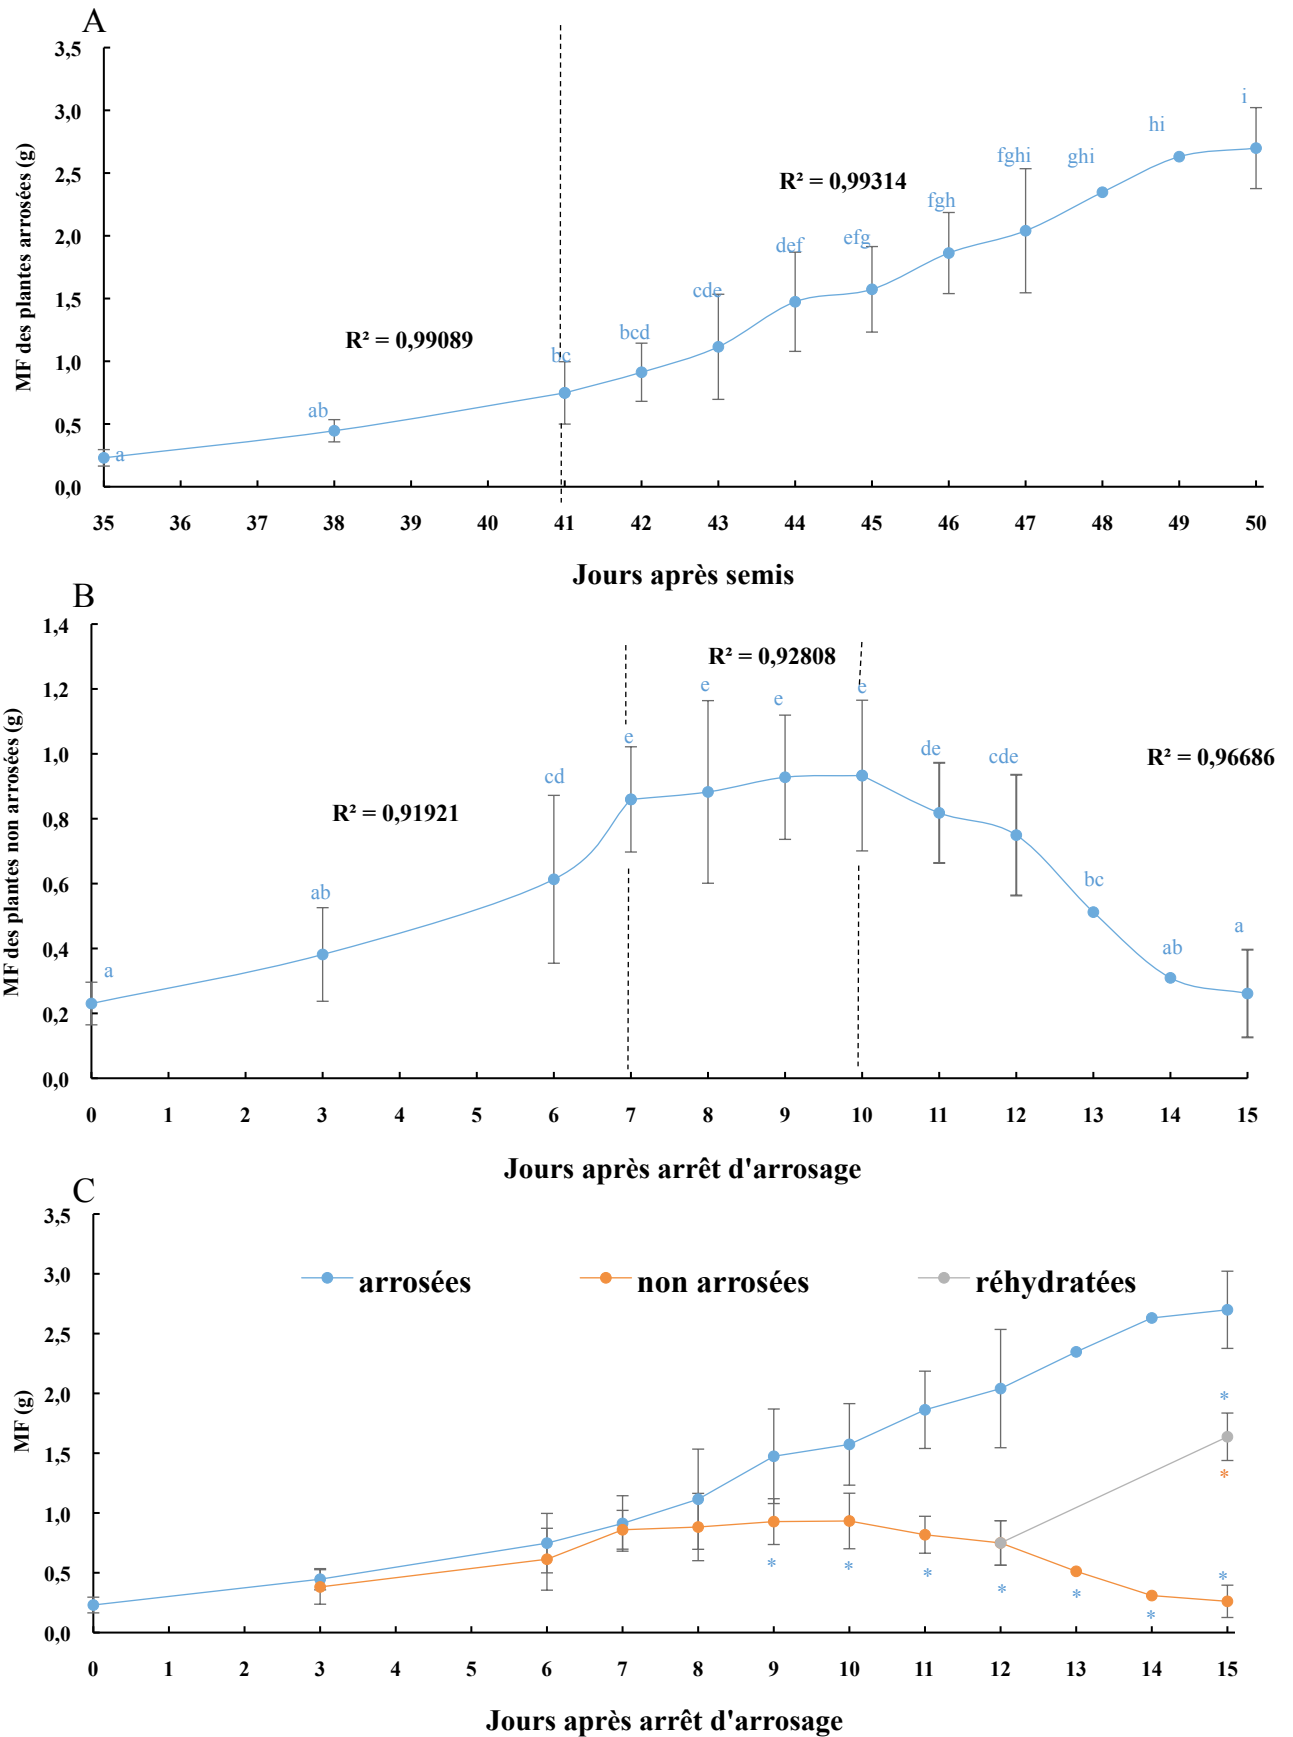 A
3,5
3,0
2,5
2,0
1,5
1,0
0,5
0,0
MF des plantes arrosées (g)
R² = 0,99089
R² = 0,99314
a
ab
bc
bcd
cde
def
efg
fgh
fghi
ghi
hi
i
35 36 37 38 39 40 41 42 43 44 45 46 47 48 49 50
Jours après semis
B
1,4
1,2
1,0
0,8
0,6
0,4
0,2
0,0
MF des plantes non arrosées (g)
R² = 0,91921
R² = 0,92808
R² = 0,96686
a
ab
cd
e
e
e
e
de
cde
bc
ab
a
0 1 2 3 4 5 6 7 8 9 10 11 12 13 14 15
Jours après arrêt d'arrosage
C
3,5
3,0
2,5
2,0
1,5
1,0
0,5
0,0
MF (g)
arrosées non arrosées réhydratées
* * * * * * *
*
*
0 1 2 3 4 5 6 7 8 9 10 11 12 13 14 15
Jours après arrêt d'arrosage